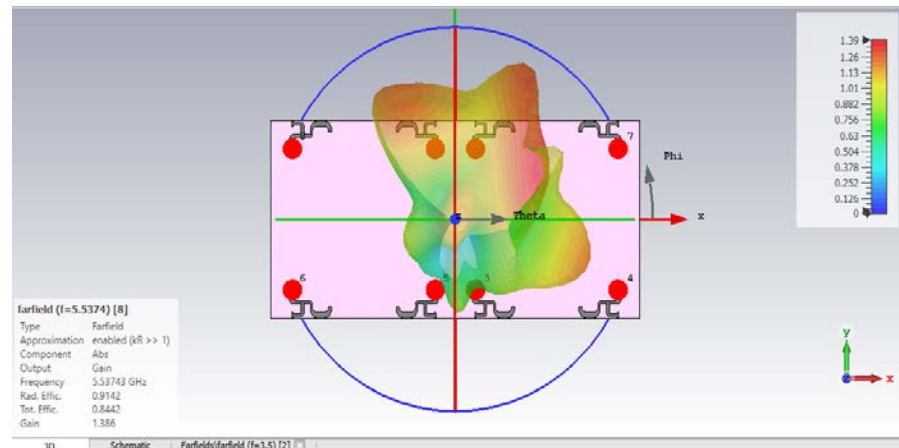 1.39
1.26
1.13
1.01
0.882
0.756
0.63
0.504
0.378
0.252
0.126
0
7
Phi
z
Theta
x
6
5
3
4
farfield (f=5.5374) [8]
Type Farfield
Approximation enabled (kR >> 1)
Component Abs
Output Gain
Frequency 5.53743 GHz
Rad. Effic. 0.9142
Tot. Effic. 0.8442
Gain 1.386
y
z
x
3D Schematic Farfields\farfield (f=3.5) [2]